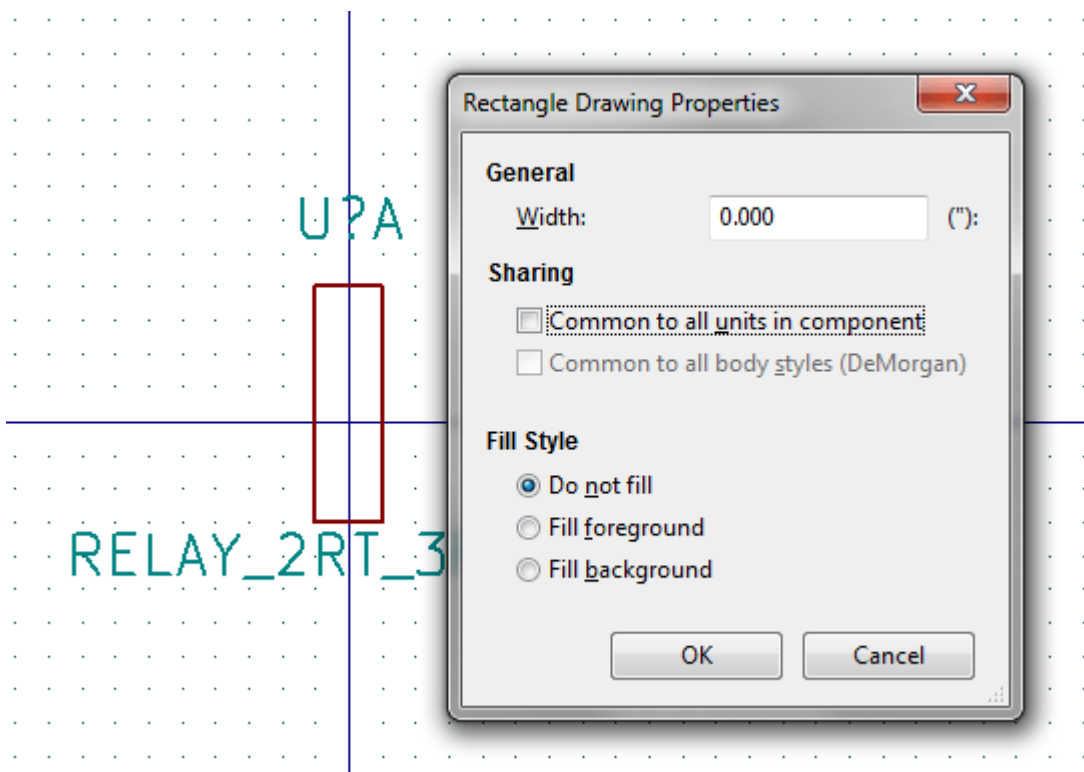 Rectangle Drawing Properties
General
Width: 0.000 ("):
Sharing
Common to all units in component
Common to all body styles (DeMorgan)
Fill Style
Do not fill
Fill foreground
Fill background
OK Cancel
U?A
RELAY_2RT_3